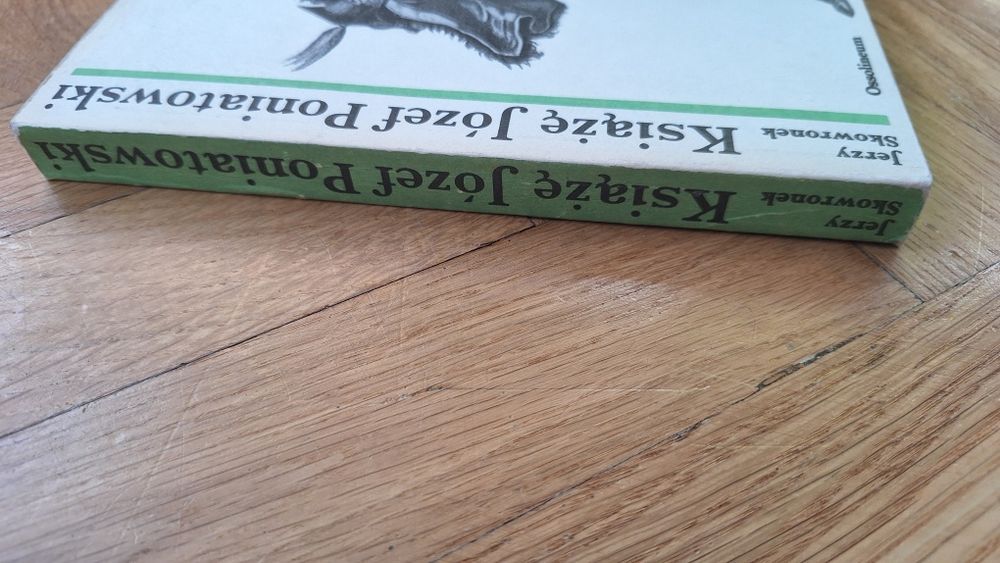 Ossolineum
Jerzy
Skowronek
Książę Józef Poniatowski
Jerzy
Skowronek
Książę Józef Poniatowski